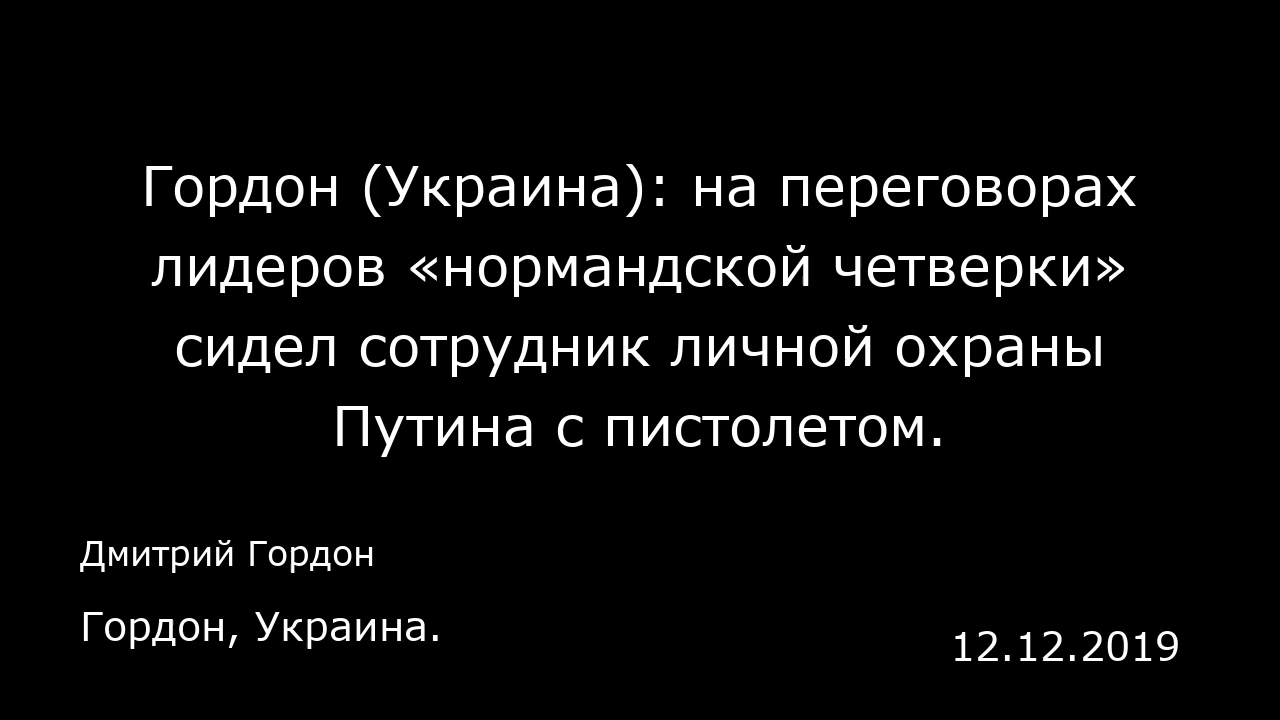 Гордон (Украина): на переговорах
лидеров «нормандской четверки»
сидел сотрудник личной охраны
Путина с пистолетом.
Дмитрий Гордон
Гордон, Украина.
12.12.2019